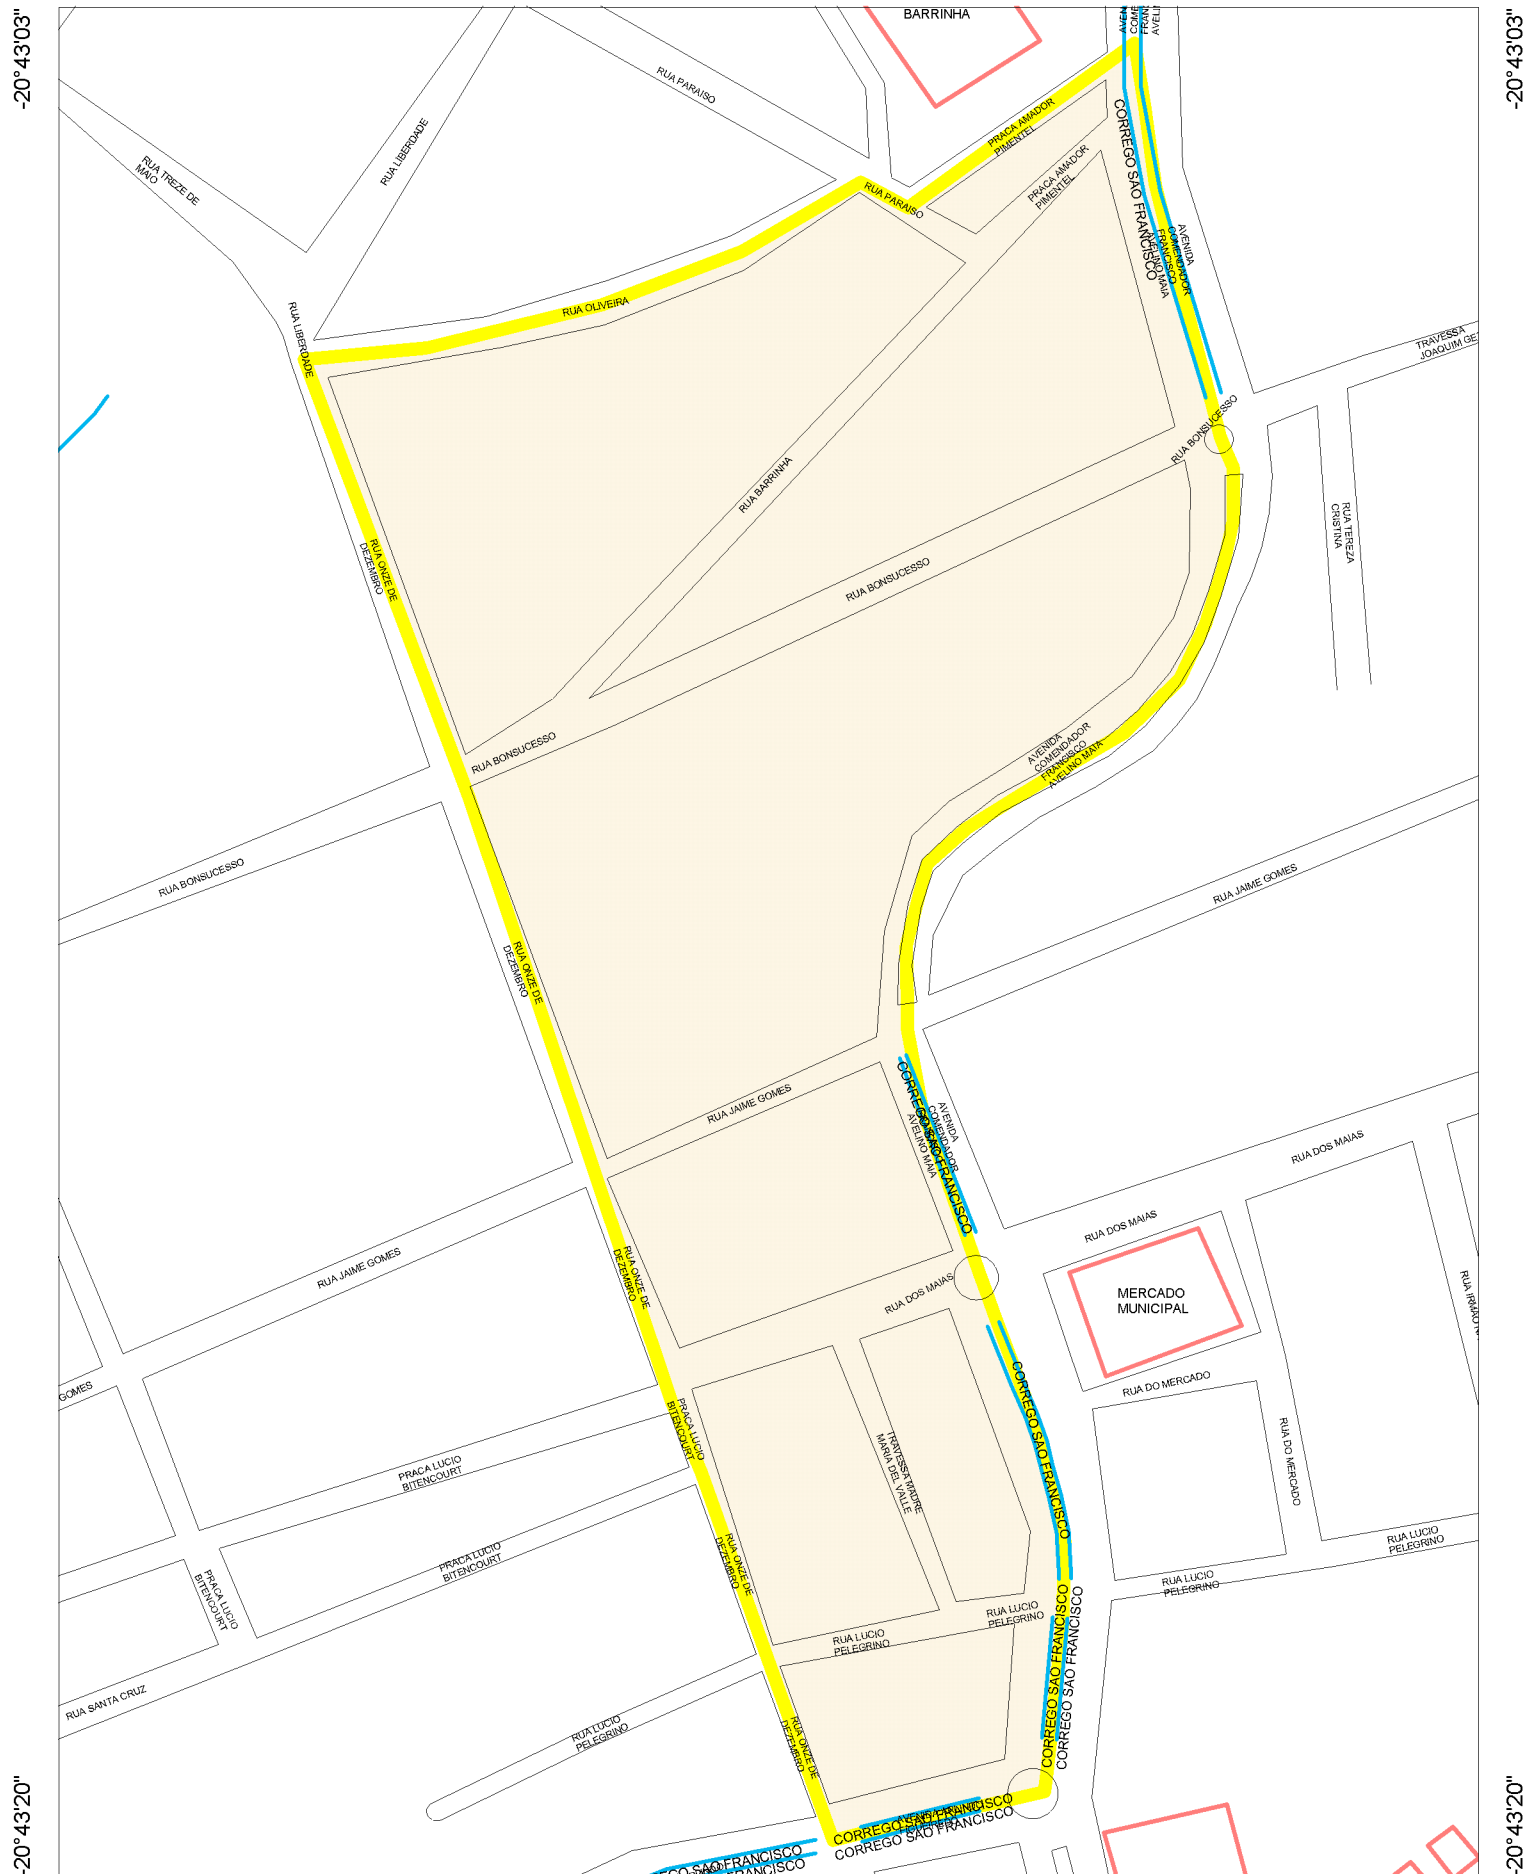 -20°43'03"
-20°43'03"
BARRINHA
RUA PARAISO
RUA LIBERDADE
RUA TREZE DE
MAIO
PRACA AMADOR
PIMENTEL
PRACA AMADOR
PIMENTEL
RUA PARAISO
CORREGO SAO FRANCISCO
AVENIDA
COMENDADOR
FRANCISCO
AVELINO MAIA
RUA OLIVEIRA
RUA LIBERDADE
TRAVESSA
JOAQUIM GE
RUA BONSUCESSO
RUA BARRINHA
RUA TEREZA
CRISTINA
RUA ONZE DE
DEZEMBRO
RUA BONSUCESSO
RUA BONSUCESSO
AVENIDA
COMENDADOR
FRANCISCO
AVELINO MAIA
RUA BONSUCESSO
RUA JAIME GOMES
RUA ONZE DE
DEZEMBRO
RUA JAIME GOMES
CORREGO SAO FRANCISCO
AVENIDA
COMENDADOR
AVELINO MAIA
RUA DOS MAIAS
RUA DOS MAIAS
RUA JAIME GOMES
RUA ONZE DE
DEZEMBRO
RUA DOS MAIAS
MERCADO
MUNICIPAL
RUA DO MERCADO
GOMES
CORREGO SAO FRANCISCO
PRACA LUCIO
BITENCOURT
TRAVESSA MADRE
MARIA DEL VALLE
RUA DO MERCADO
PRACA LUCIO
BITENCOURT
RUA LUCIO
PELEGRINO
PRACA LUCIO
BITENCOURT
RUA ONZE DE
DEZEMBRO
RUA LUCIO
PELEGRINO
PRACA LUCIO
BITENCOURT
RUA LUCIO
PELEGRINO
RUA LUCIO
PELEGRINO
CORREGO SAO FRANCISCO
CORREGO SAO FRANCISCO
RUA SANTA CRUZ
RUA LUCIO
PELEGRINO
RUA ONZE DE
DEZEMBRO
-20°43'20"
-20°43'20"
CORREGO SAO FRANCISCO
CORREGO SAO FRANCISCO